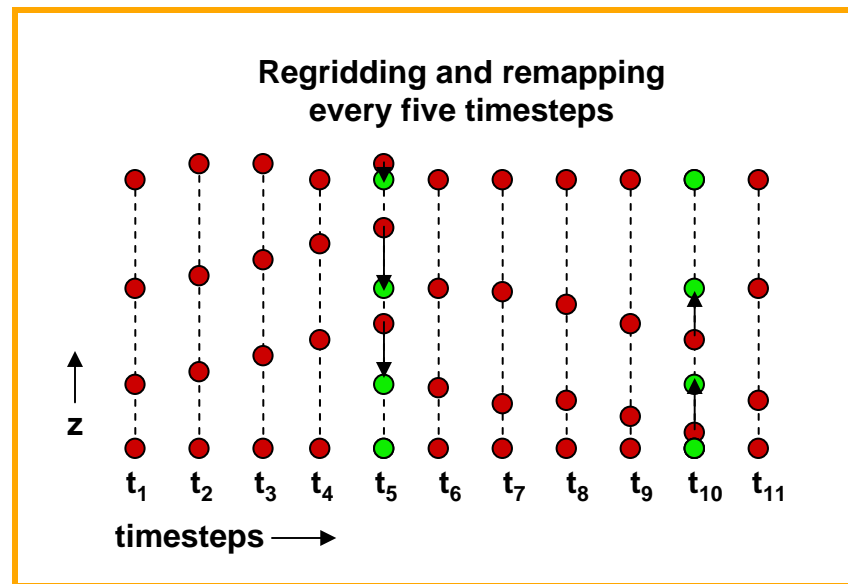 Regridding and remapping
every five timesteps
z
t₁ t₂ t₃ t₄ t₅ t₆ t₇ t₈ t₉ t₁₀ t₁₁
timesteps